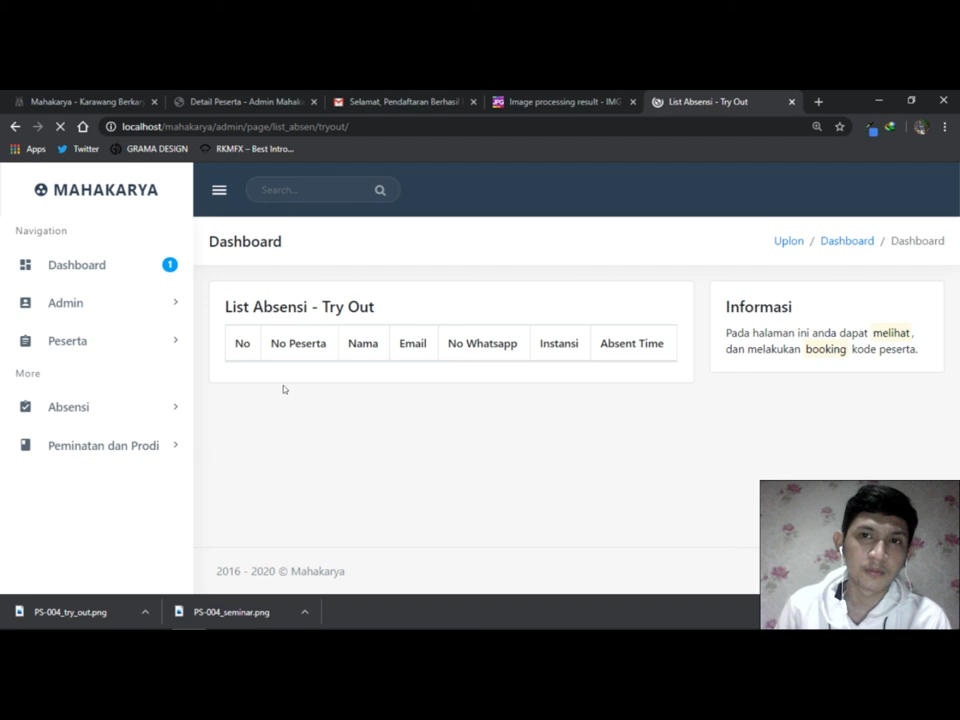 Mahakarya - Karawang Berkar
Detail Peserta - Admin Mahak
Selamat, Pendaftaran Berhasil
Image processing result - IMG
List Absensi - Try Out
localhost/mahakarya/admin/page/list_absen/tryout/
Apps Twitter GRAMA DESIGN RKMFX – Best Intro...
MAHAKARYA
Search...
Navigation
Dashboard 1
Admin
Peserta
More
Absensi
Peminatan dan Prodi
Dashboard
Uplon / Dashboard / Dashboard
List Absensi - Try Out
No No Peserta Nama Email No Whatsapp Instansi Absent Time
Informasi
Pada halaman ini anda dapat melihat,
dan melakukan booking kode peserta.
2016 - 2020 © Mahakarya
PS-004_try_out.png
PS-004_seminar.png